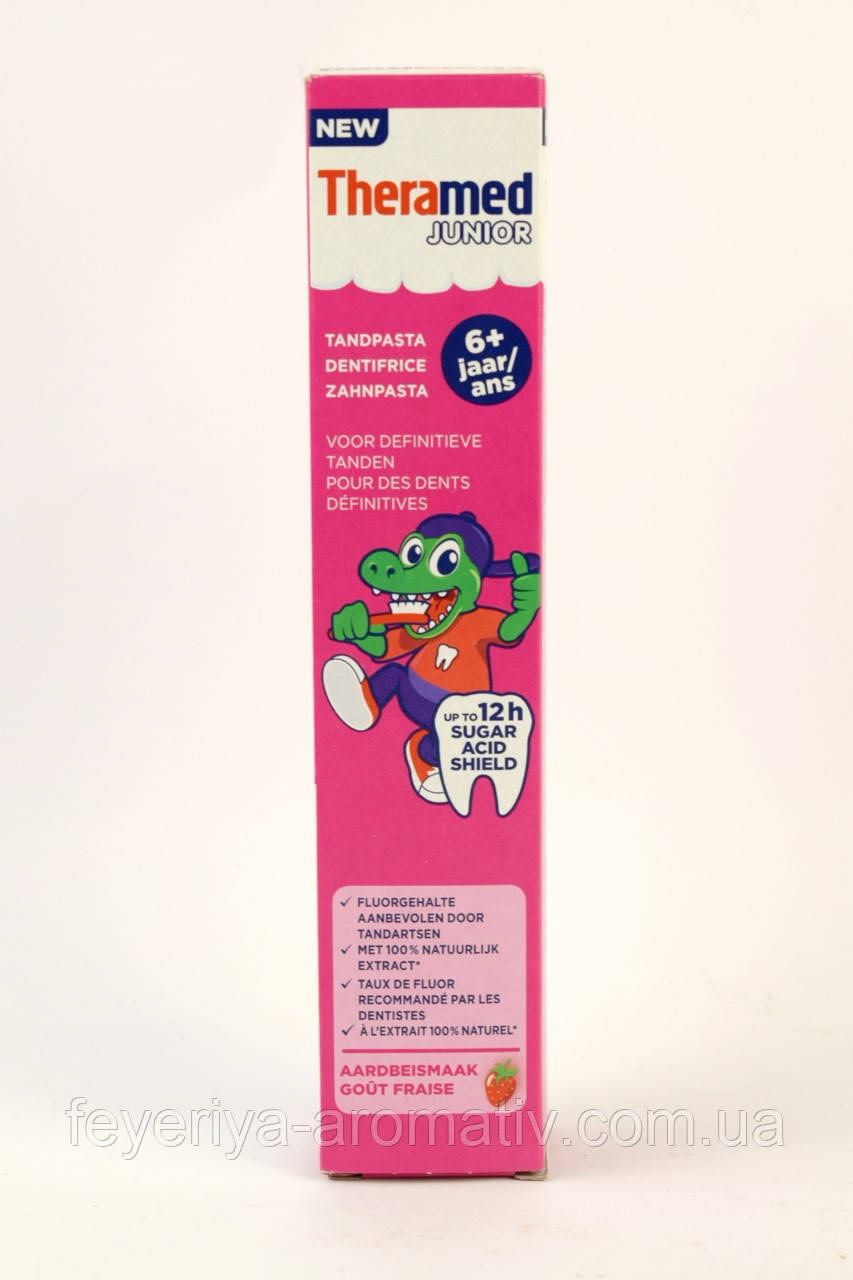 NEW
Theramed
JUNIOR
TANDPASTA
DENTIFRICE
ZAHNPASTA
6+
jaar/
ans
VOOR DEFINITIEVE
TANDEN
POUR DES DENTS
DÉFINITIVES
UP TO 12h
SUGAR
ACID
SHIELD
✓ FLUORGEHALTE
AANBEVOLEN DOOR
TANDARTSEN
✓ MET 100% NATUURLIJK
EXTRACT*
✓ TAUX DE FLUOR
RECOMMANDÉ PAR LES
DENTISTES
✓ À L'EXTRAIT 100% NATUREL*
AARDBEISMAAK
GOÛT FRAISE
feyeriya-aromativ.com.ua